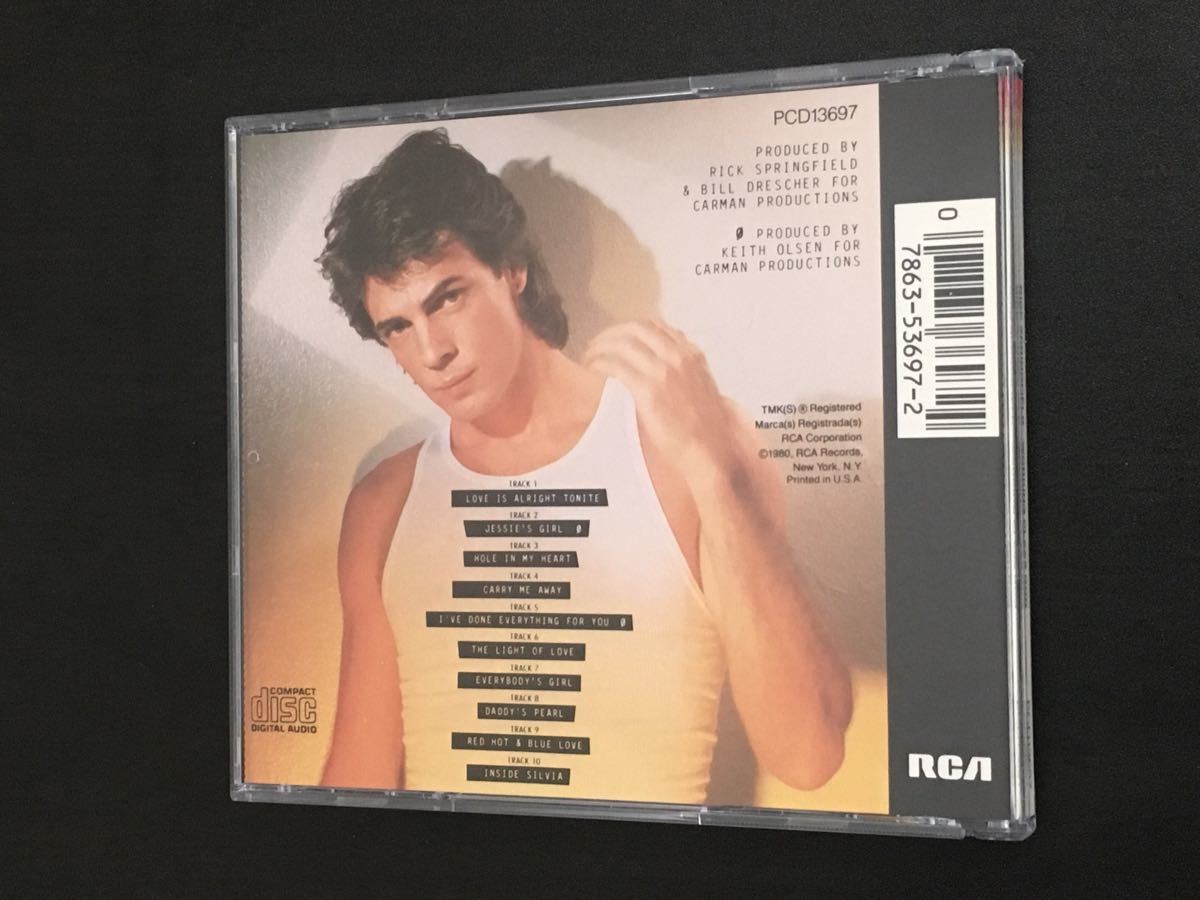 PCD13697
PRODUCED BY
RICK SPRINGFIELD
& BILL DRESCHER FOR
CARMAN PRODUCTIONS
Ø PRODUCED BY
KEITH OLSEN FOR
CARMAN PRODUCTIONS
TMK(S) ® Registered
Marca(s) Registrada(s)
RCA Corporation
©1980, RCA Records,
New York, N.Y.
Printed in U.S.A.
TRACK 1
LOVE IS ALRIGHT TONITE
TRACK 2
JESSIE'S GIRL Ø
TRACK 3
HOLE IN MY HEART
TRACK 4
CARRY ME AWAY
TRACK 5
I'VE DONE EVERYTHING FOR YOU Ø
TRACK 6
THE LIGHT OF LOVE
TRACK 7
EVERYBODY'S GIRL
TRACK 8
DADDY'S PEARL
TRACK 9
RED HOT & BLUE LOVE
TRACK 10
INSIDE SILVIA
COMPACT
disc
DIGITAL AUDIO
0
7863-53697-2
RCA